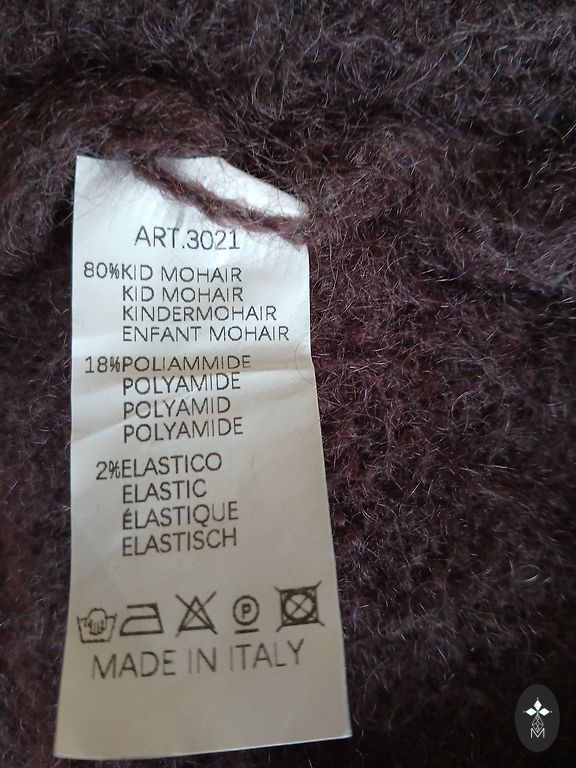 ART.3021
80%KID MOHAIR
KID MOHAIR
KINDERMOHAIR
ENFANT MOHAIR
18%POLIAMMIDE
POLYAMIDE
POLYAMID
POLYAMIDE
2%ELASTICO
ELASTIC
ÉLASTIQUE
ELASTISCH
P
MADE IN ITALY
M